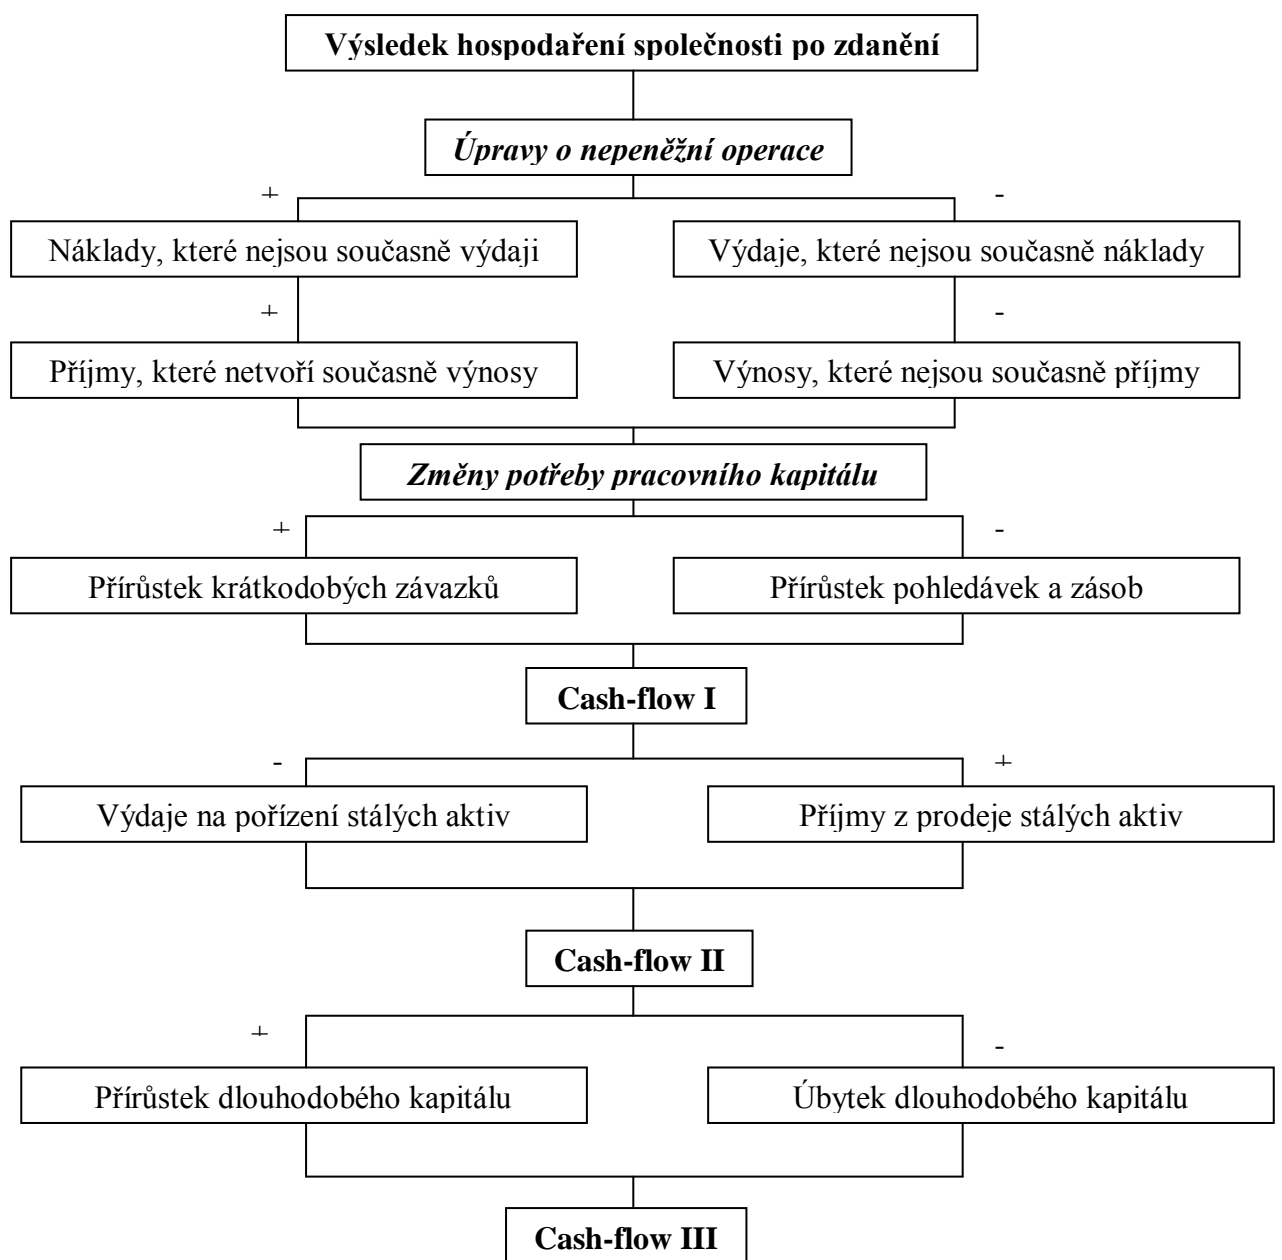 Výsledek hospodaření společnosti po zdanění
Úpravy o nepeněžní operace
+
-
Náklady, které nejsou současně výdaji
Výdaje, které nejsou současně náklady
+
-
Příjmy, které netvoří současně výnosy
Výnosy, které nejsou současně příjmy
Změny potřeby pracovního kapitálu
+
-
Přírůstek krátkodobých závazků
Přírůstek pohledávek a zásob
Cash-flow I
-
+
Výdaje na pořízení stálých aktiv
Příjmy z prodeje stálých aktiv
Cash-flow II
+
-
Přírůstek dlouhodobého kapitálu
Úbytek dlouhodobého kapitálu
Cash-flow III